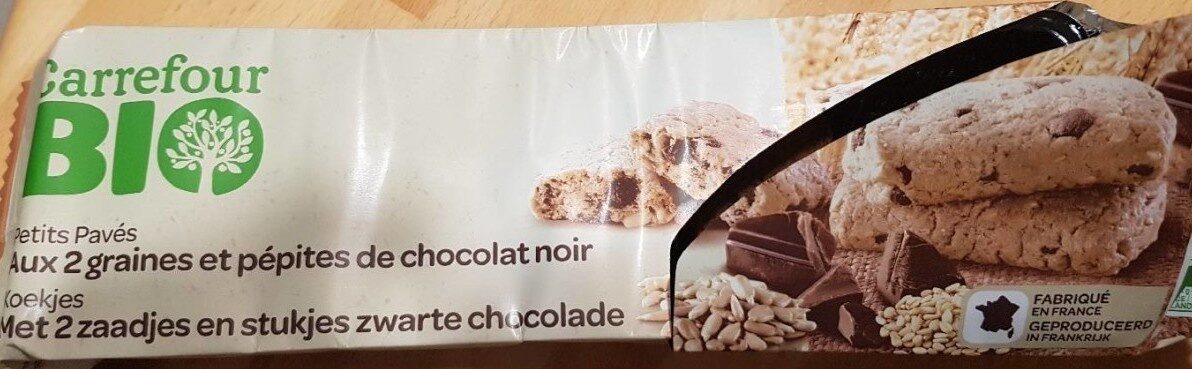 Carrefour
BIO
Petits Pavés
Aux 2 graines et pépites de chocolat noir
Koekjes
Met 2 zaadjes en stukjes zwarte chocolade
FABRIQUÉ
EN FRANCE
GEPRODUCEERD
IN FRANKRIJK